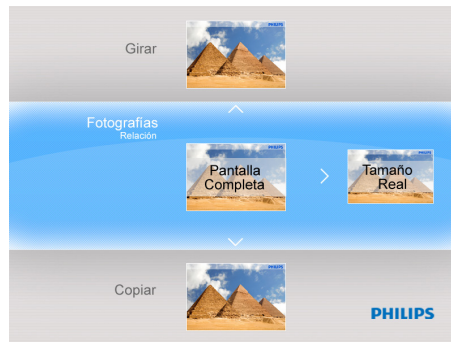 Girar
Fotografías
Relación
Pantalla
Completa
Tamaño
Real
Copiar
PHILIPS